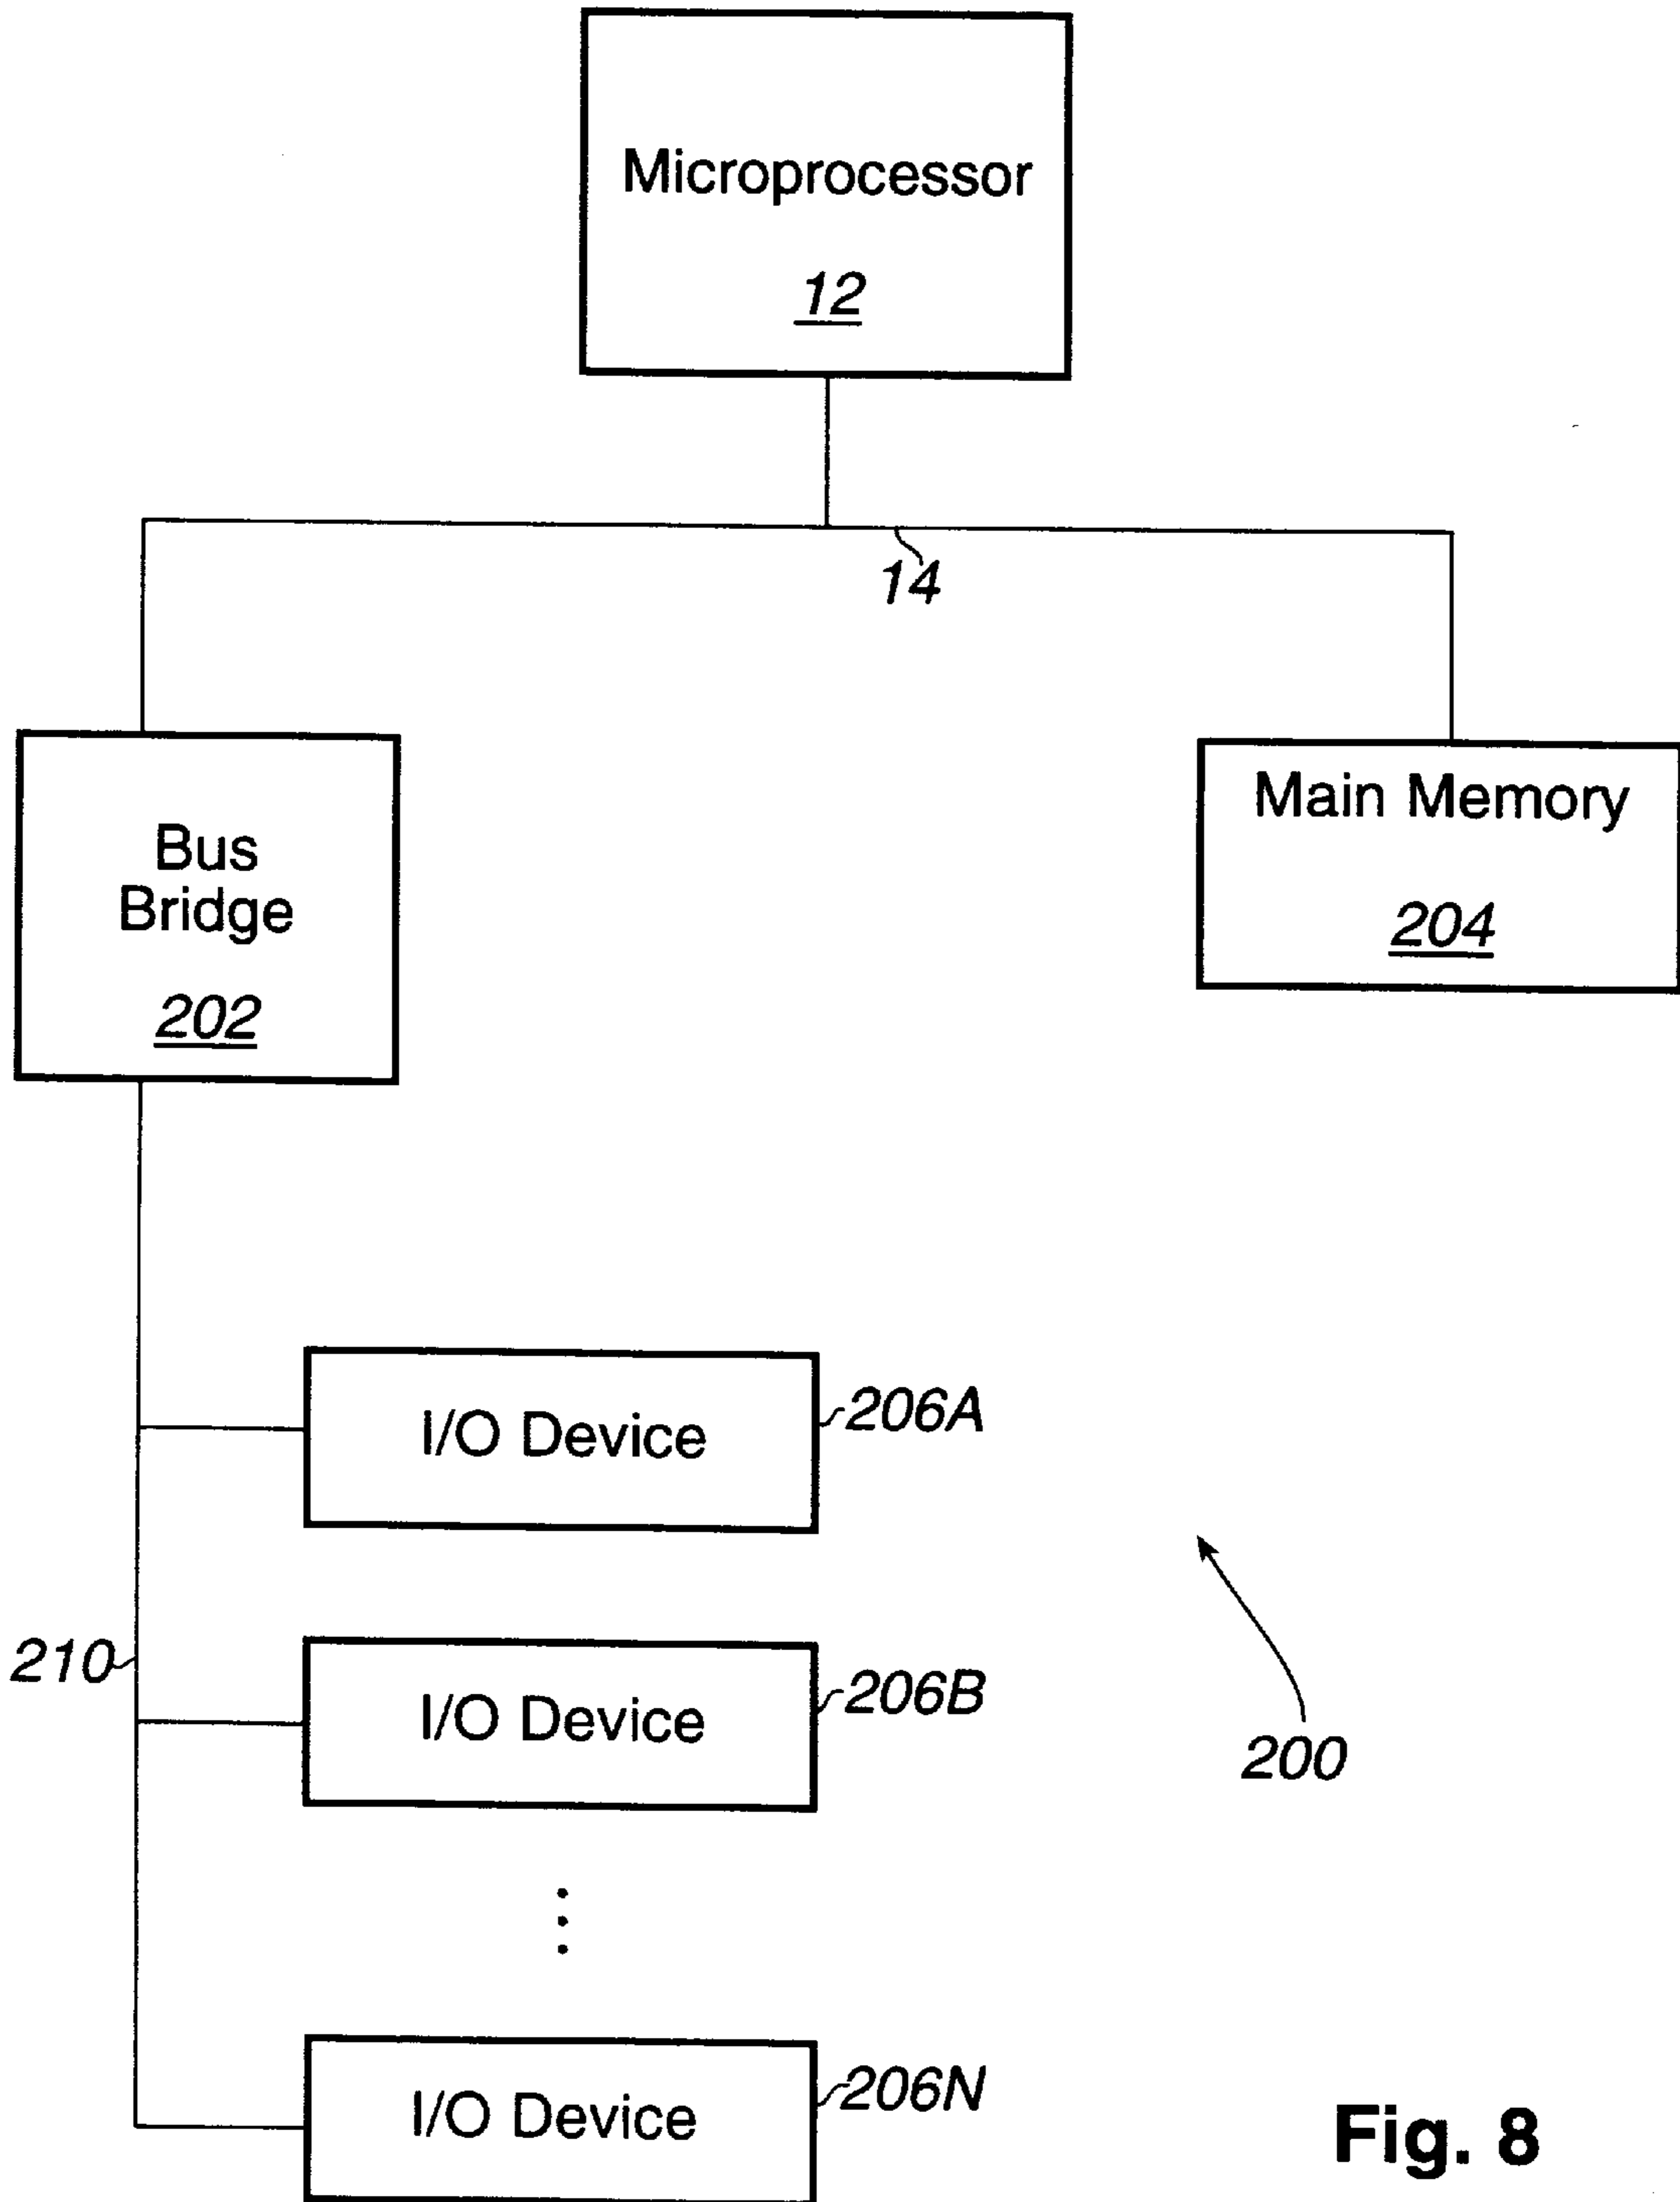 Microprocessor
12
14
Bus
Bridge
202
Main Memory
204
I/O Device
206A
210
I/O Device
206B
200
I/O Device
206N
Fig. 8